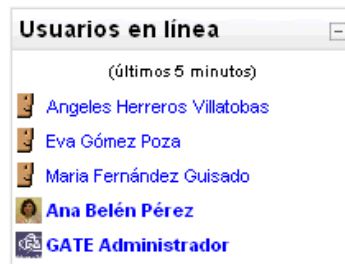 Usuarios en línea
(últimos 5 minutos)
Angeles Herreros Villatobas
Eva Gómez Poza
Maria Fernández Guisado
Ana Belén Pérez
GATE Administrador